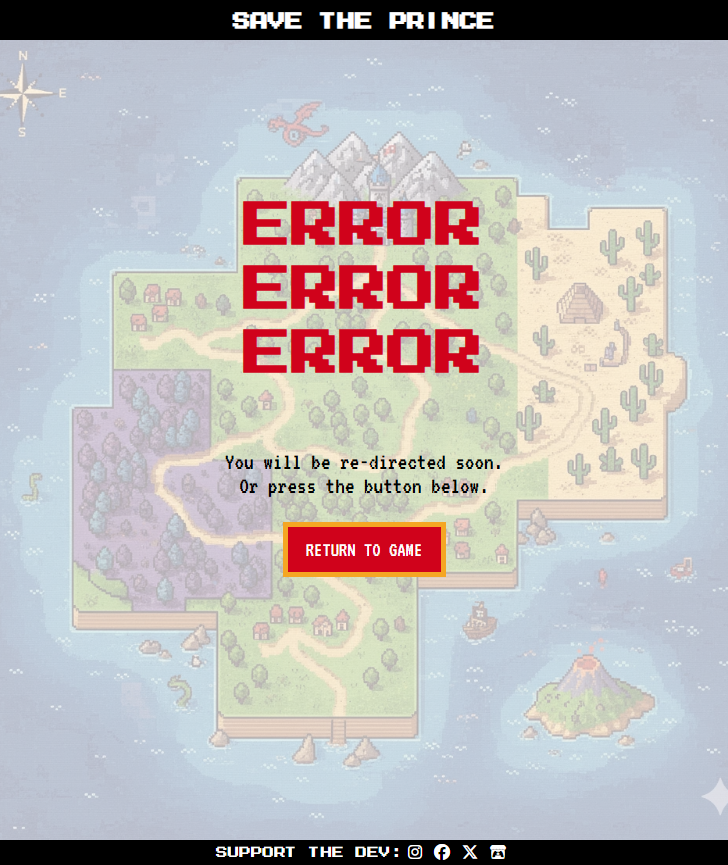 SAVE THE PRINCE
N
E
S
ERROR
ERROR
ERROR
You will be re-directed soon.
Or press the button below.
RETURN TO GAME
SUPPORT THE DEV: